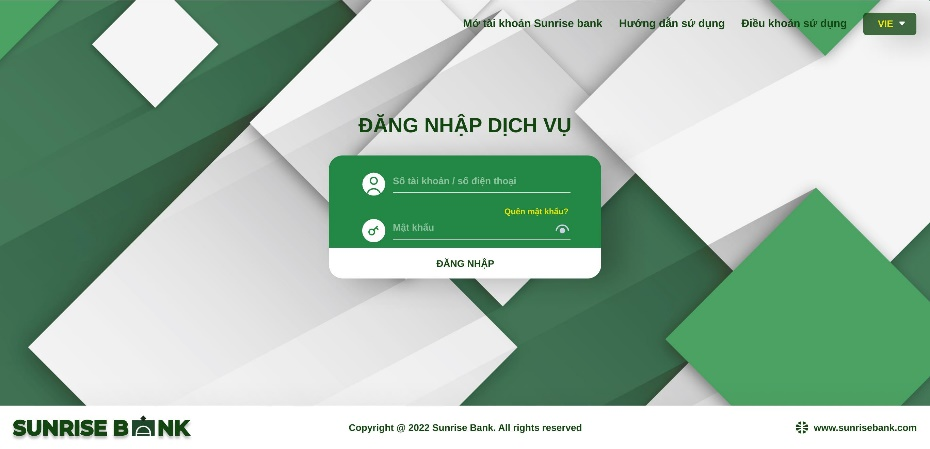 Mở tài khoản Sunrise bank
Hướng dẫn sử dụng
Điều khoản sử dụng
VIE
ĐĂNG NHẬP DỊCH VỤ
Số tài khoản / số điện thoại
Quên mật khẩu?
Mật khẩu
ĐĂNG NHẬP
SUNRISE BANK
Copyright @ 2022 Sunrise Bank. All rights reserved
www.sunrisebank.com